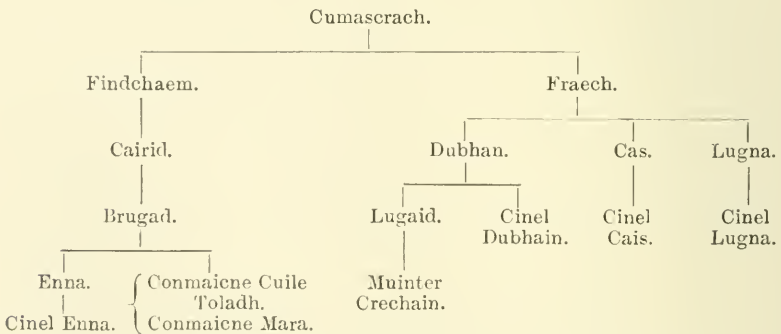 Cumascrach.
Findchaem. Fraech.
Cairid. Dubhan. Cas. Lugna.
Brugad. Lugaid. Cinel Cinel Cinel
Dubhain. Cais. Lugna.
Enna. Conmaicne Cuile Muinter
Toladh. Crechain.
Cinel Enna. Conmaicne Mara.